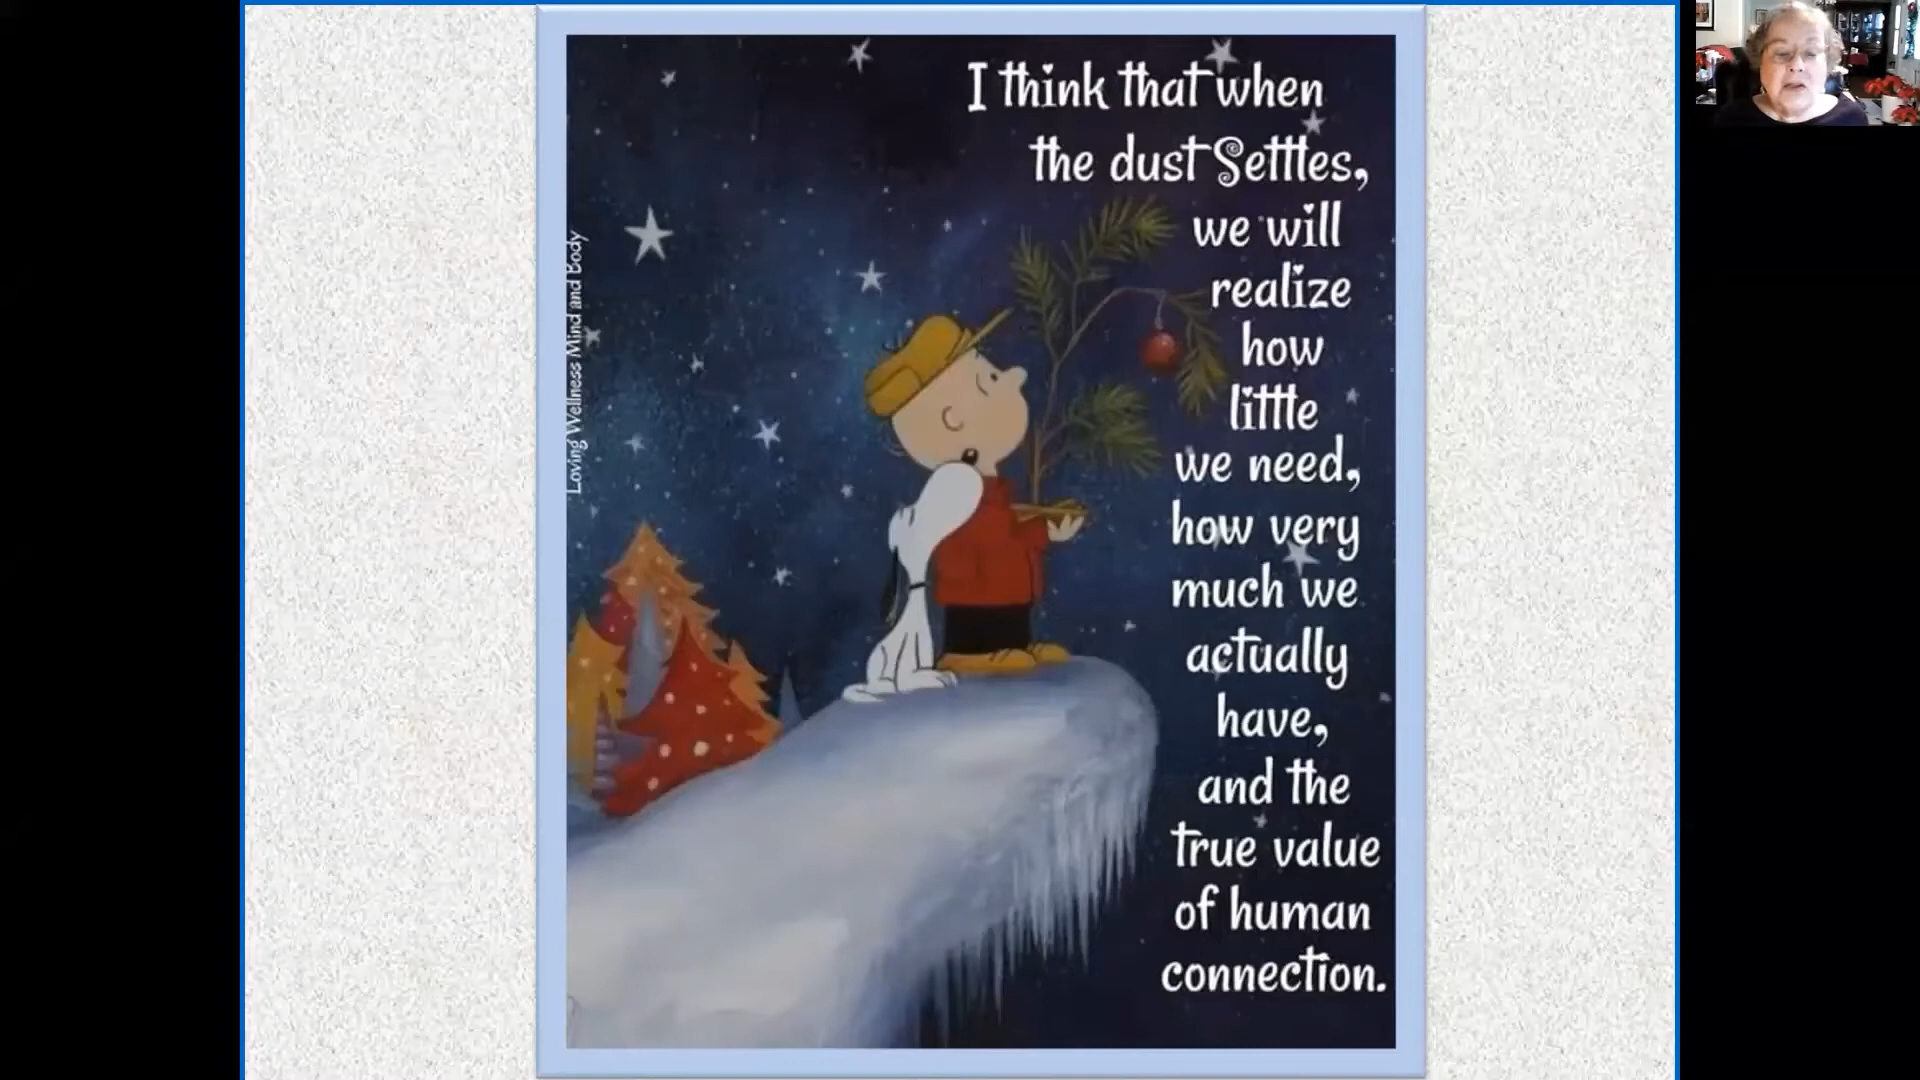 I think that when
the dust Settles,
we will
realize
how
little
we need,
how very
much we
actually
have,
and the
true value
of human
connection.
Loving Wellness Mind and Body